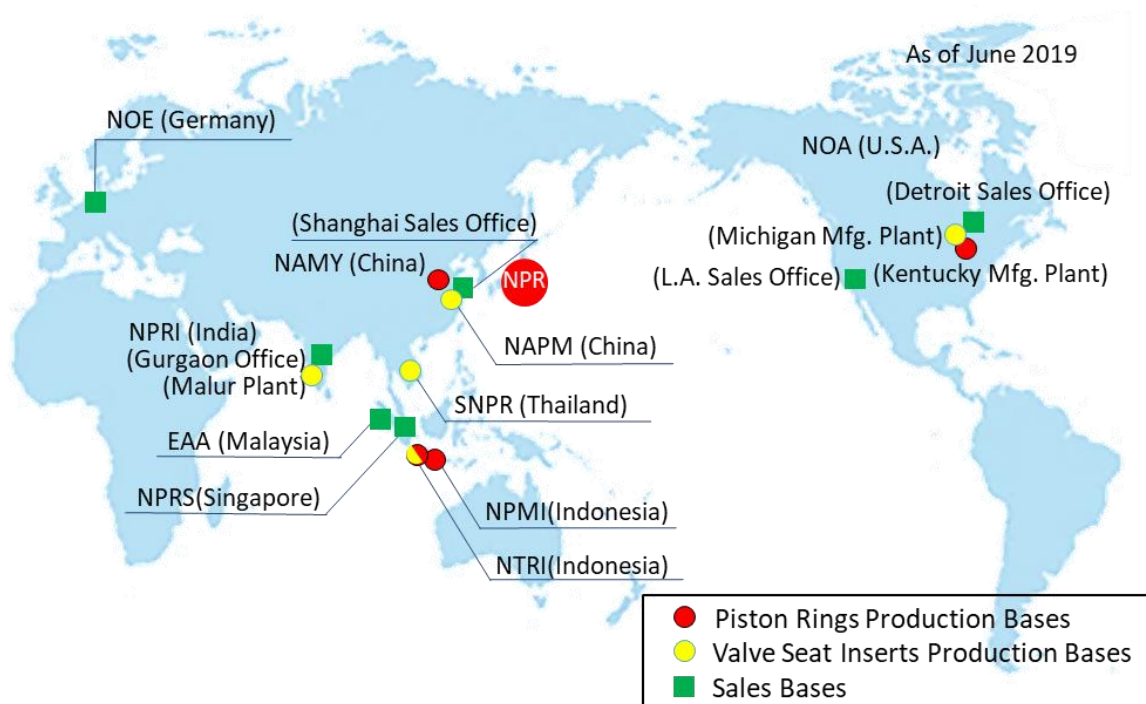 As of June 2019
NOE (Germany)
NOA (U.S.A.)
(Detroit Sales Office)
(Shanghai Sales Office)
(Michigan Mfg. Plant)
NAMY (China)
NPR
(L.A. Sales Office)
(Kentucky Mfg. Plant)
NPRI (India)
(Gurgaon Office)
(Malur Plant)
NAPM (China)
SNPR (Thailand)
EAA (Malaysia)
NPRS(Singapore)
NPMI(Indonesia)
NTRI(Indonesia)
Piston Rings Production Bases
Valve Seat Inserts Production Bases
Sales Bases